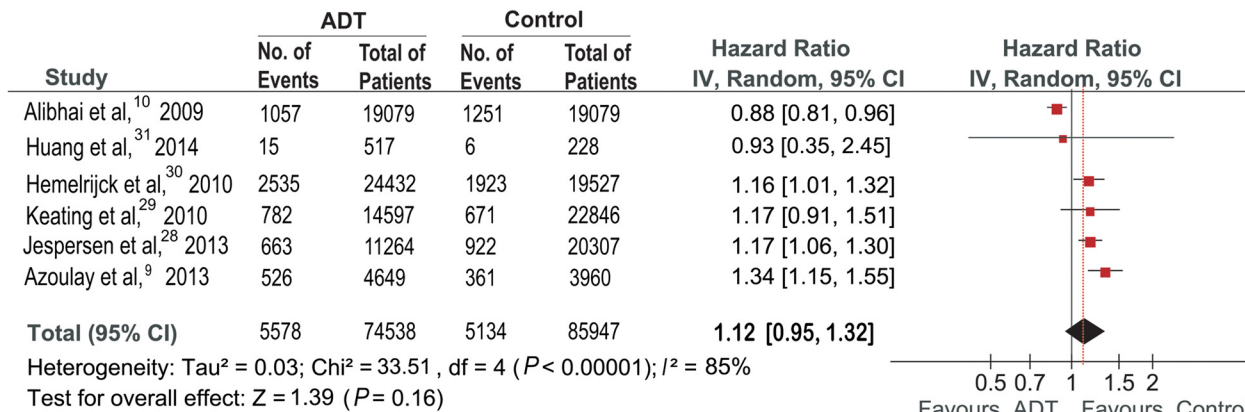 ADT Control
No. of Total of No. of Total of Hazard Ratio Hazard Ratio
Study Events Patients Events Patients IV, Random, 95% CI IV, Random, 95% CI
Alibhai et al,10 2009 1057 19079 1251 19079 0.88 [0.81, 0.96]
Huang et al,31 2014 15 517 6 228 0.93 [0.35, 2.45]
Hemelrijck et al,30 2010 2535 24432 1923 19527 1.16 [1.01, 1.32]
Keating et al,29 2010 782 14597 671 22846 1.17 [0.91, 1.51]
Jespersen et al,28 2013 663 11264 922 20307 1.17 [1.06, 1.30]
Azoulay et al,9 2013 526 4649 361 3960 1.34 [1.15, 1.55]
Total (95% CI) 5578 74538 5134 85947 1.12 [0.95, 1.32]
Heterogeneity: Tau² = 0.03; Chi² = 33.51 , df = 4 (P < 0.00001); I² = 85%
Test for overall effect: Z = 1.39 (P = 0.16)
0.5 0.7 1 1.5 2
Favours ADT Favours Contro